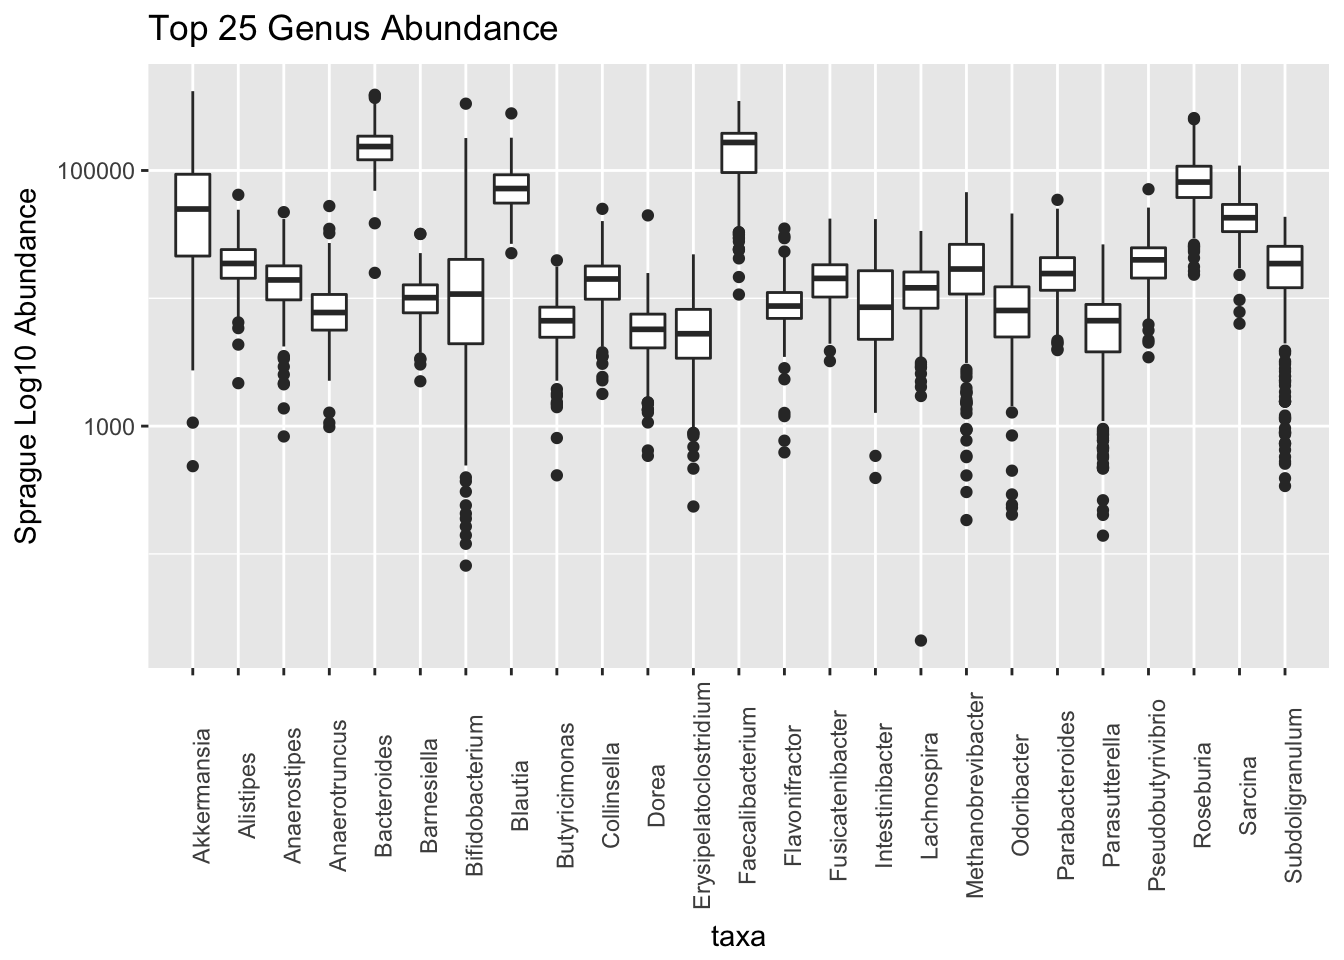 Top 25 Genus Abundance
Sprague Log10 Abundance
100000
1000
Akkermansia
Alistipes
Anaerostipes
Anaerotruncus
Bacteroides
Barnesiella
Bifidobacterium
Blautia
Butyricimonas
Collinsella
Dorea
Erysipelatoclostridium
Faecalibacterium
Flavonifractor
Fusicatenibacter
Intestinibacter
Lachnospira
Methanobrevibacter
Odoribacter
Parabacteroides
Parasutterella
Pseudobutyrivibrio
Roseburia
Sarcina
Subdoligranulum
taxa